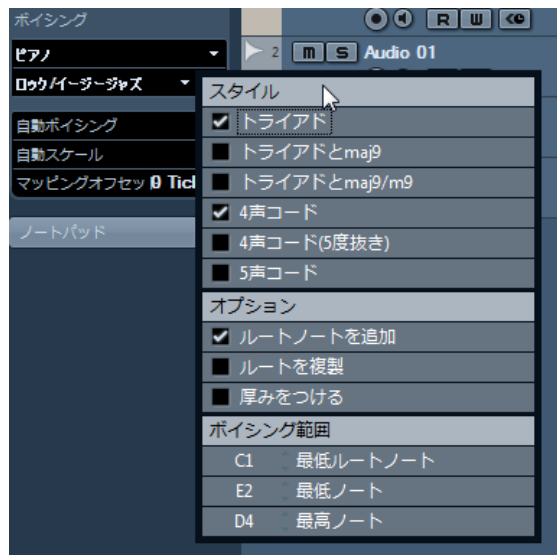 ボイシング
R W
ピアノ
2 m S Audio 01
ロック/イージージャズ
スタイル
トライアド
自動ボイシング
トライアドとmaj9
自動スケール
トライアドとmaj9/m9
マッピングオフセッ 0 Tick
4声コード
ノートパッド
4声コード(5度抜き)
5声コード
オプション
ルートノートを追加
ルートを複製
厚みをつける
ボイシング範囲
C1 最低ルートノート
E2 最低ノート
D4 最高ノート